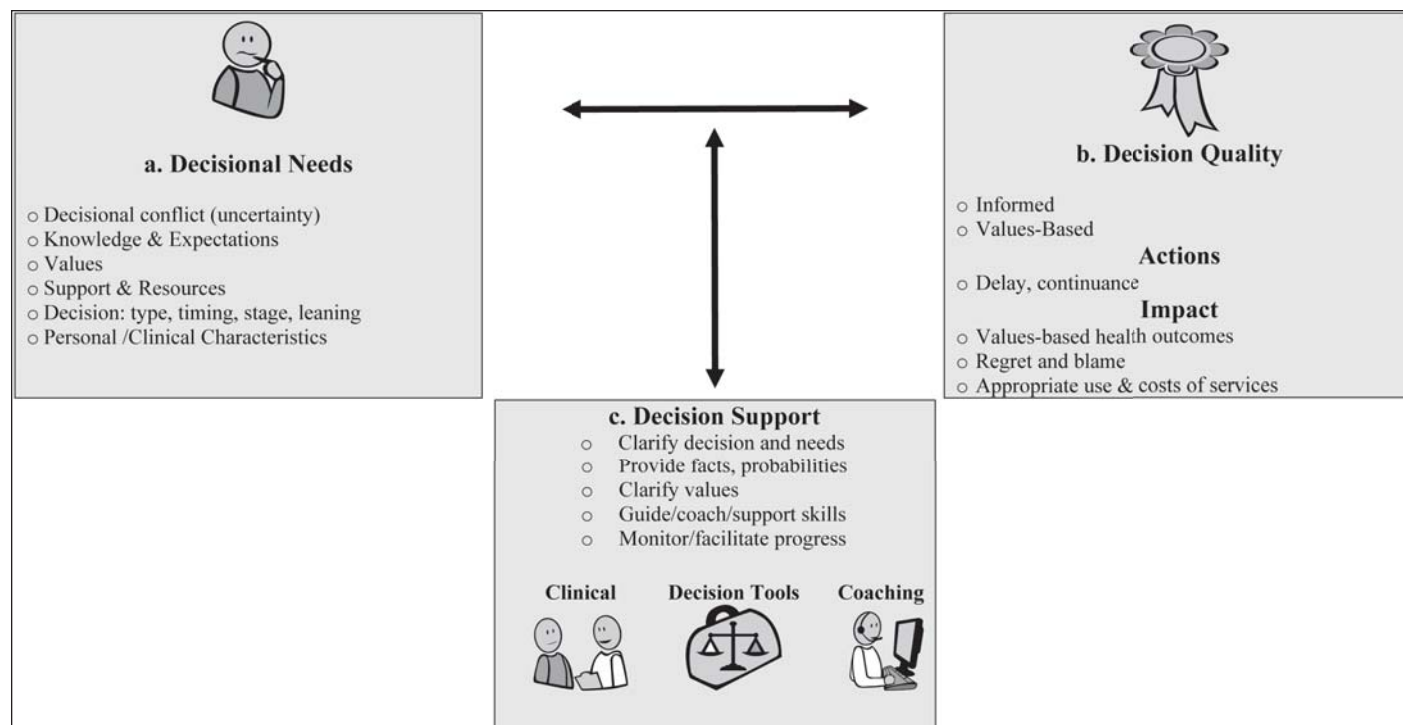 a. Decisional Needs
○ Decisional conflict (uncertainty)
○ Knowledge & Expectations
○ Values
○ Support & Resources
○ Decision: type, timing, stage, leaning
○ Personal /Clinical Characteristics
b. Decision Quality
○ Informed
○ Values-Based
Actions
○ Delay, continuance
Impact
○ Values-based health outcomes
○ Regret and blame
○ Appropriate use & costs of services
c. Decision Support
○ Clarify decision and needs
○ Provide facts, probabilities
○ Clarify values
○ Guide/coach/support skills
○ Monitor/facilitate progress
Clinical Decision Tools Coaching